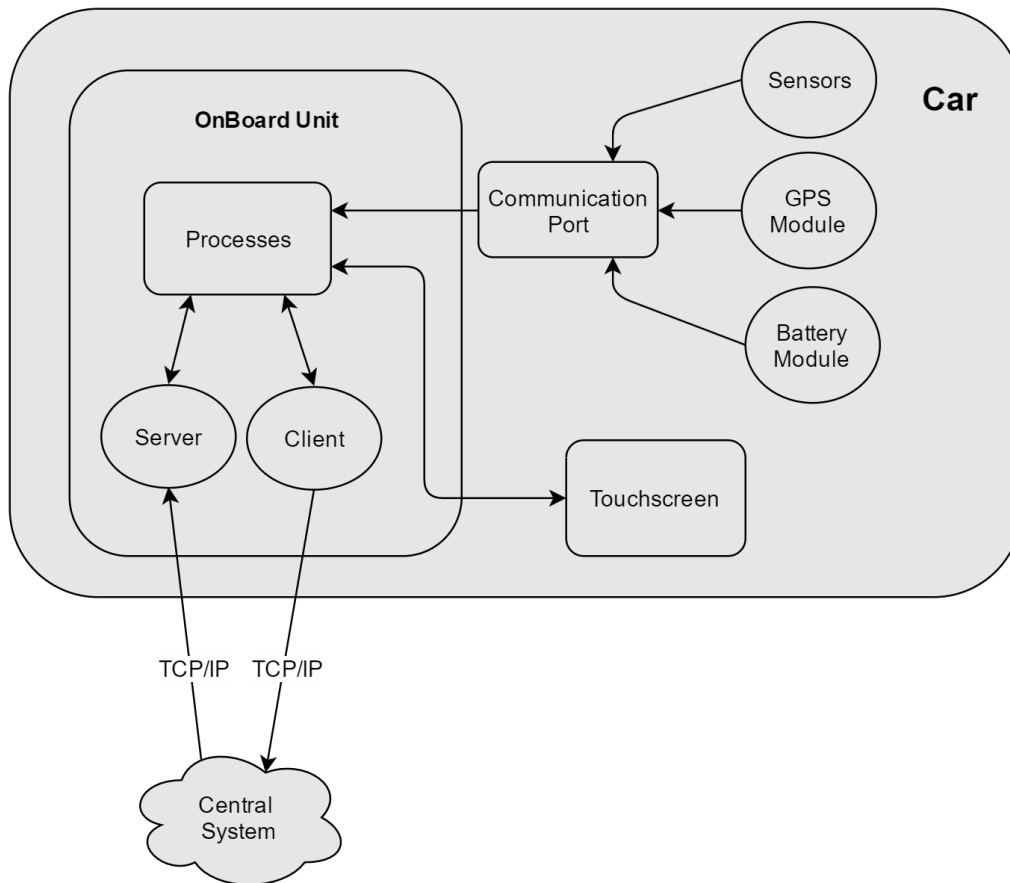 Sensors
Car
OnBoard Unit
Communication
Port
GPS
Module
Processes
Battery
Module
Server
Client
Touchscreen
TCP/IP
TCP/IP
Central
System